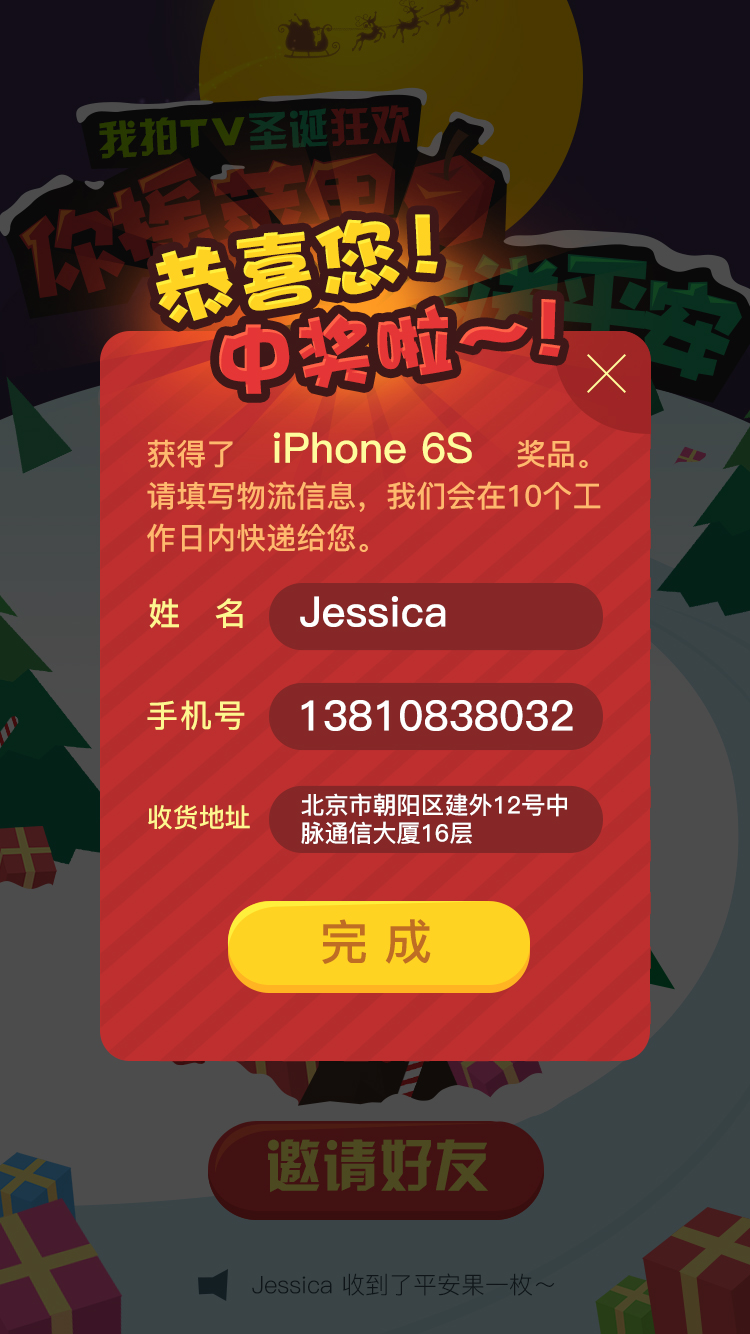 我拍TV圣诞狂欢
你摇苹果
送平安
恭喜您！
中奖啦～！
获得了 iPhone 6S 奖品。
请填写物流信息，我们会在10个工
作日内快递给您。
姓 名 Jessica
手机号 13810838032
收货地址 北京市朝阳区建外12号中
脉通信大厦16层
完 成
邀请好友
Jessica 收到了平安果一枚～